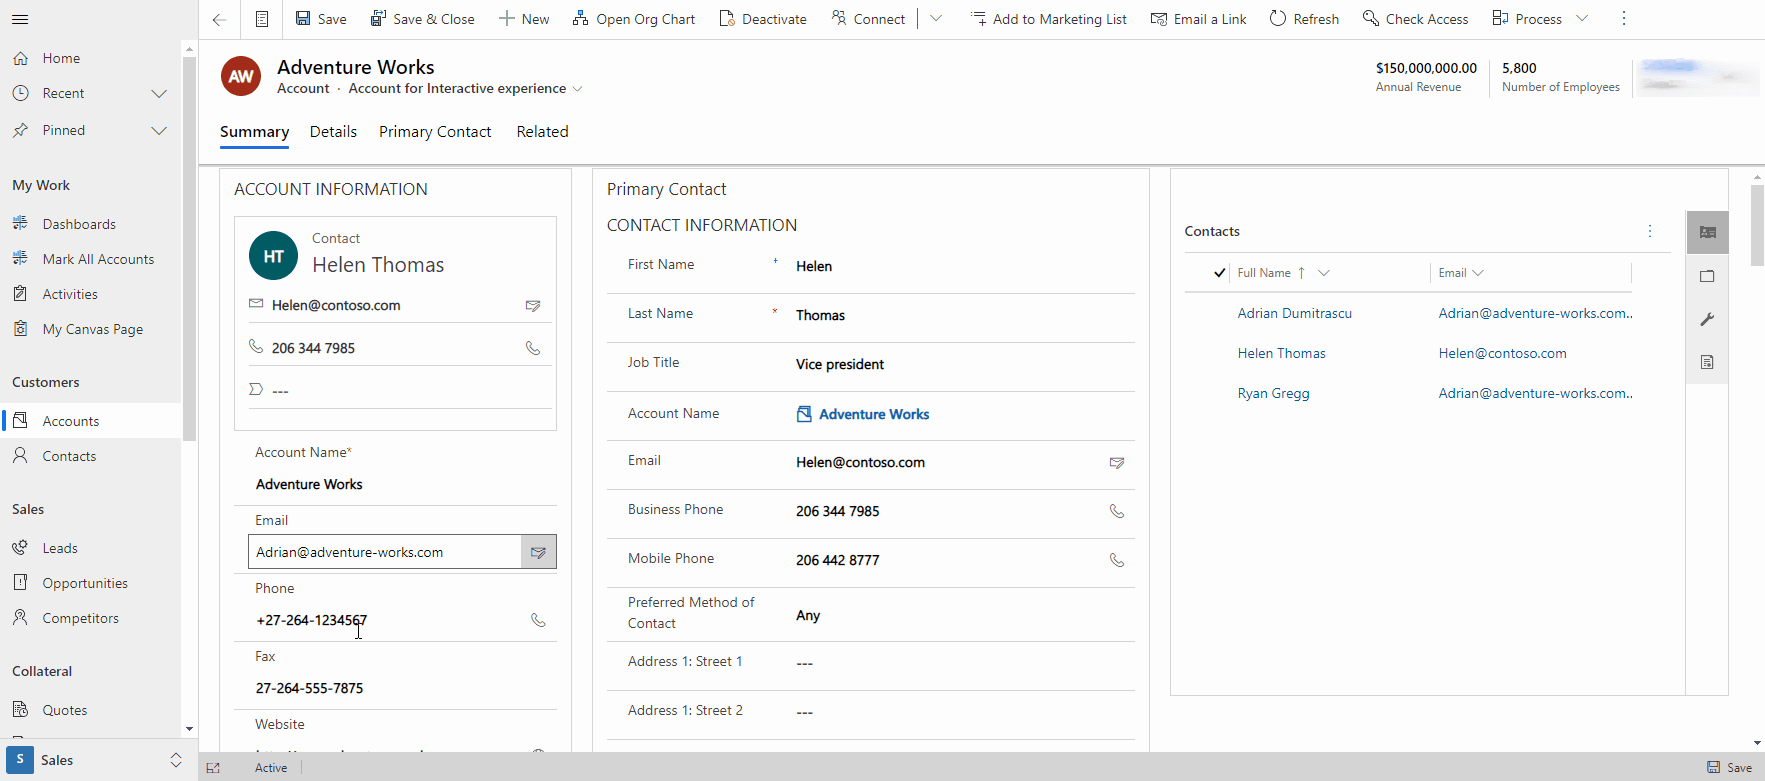 Save
Save & Close
New
Open Org Chart
Deactivate
Connect
Add to Marketing List
Email a Link
Refresh
Check Access
Process
Home
Recent
Pinned
My Work
Dashboards
Mark All Accounts
Activities
My Canvas Page
Customers
Accounts
Contacts
Sales
Leads
Opportunities
Competitors
Collateral
Quotes
S Sales
AW
Adventure Works
Account · Account for Interactive experience
$150,000,000.00
Annual Revenue
5,800
Number of Employees
Summary
Details
Primary Contact
Related
ACCOUNT INFORMATION
HT
Contact
Helen Thomas
Helen@contoso.com
206 344 7985
---
Account Name*
Adventure Works
Email
Adrian@adventure-works.com
Phone
+27-264-1234567
Fax
27-264-555-7875
Website
Primary Contact
CONTACT INFORMATION
First Name + Helen
Last Name * Thomas
Job Title Vice president
Account Name Adventure Works
Email Helen@contoso.com
Business Phone 206 344 7985
Mobile Phone 206 442 8777
Preferred Method of
Contact
Any
Address 1: Street 1 ---
Address 1: Street 2 ---
Contacts
Full Name ↑ Email
Adrian Dumitrascu Adrian@adventure-works.com..
Helen Thomas Helen@contoso.com
Ryan Gregg Adrian@adventure-works.com..
Active
Save